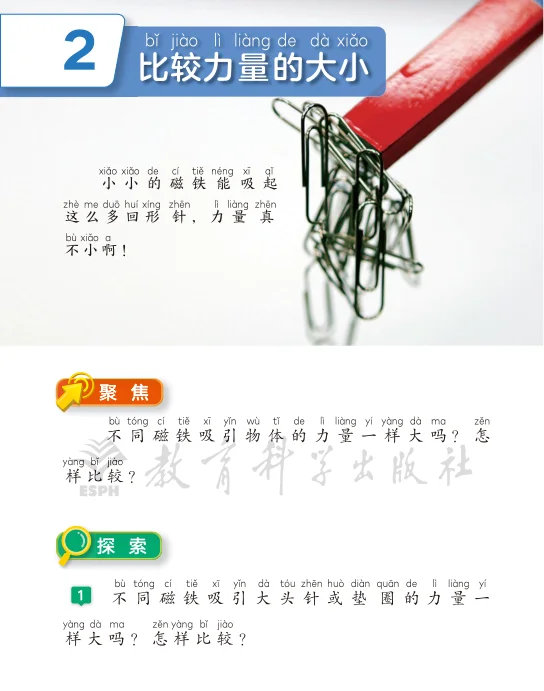 2
bǐ jiào lì liàng de dà xiǎo
比较力量的大小
xiǎo xiǎo de cí tiě néng xī qǐ
小小的磁铁能吸起
zhè me duō huí xíng zhēn lì liàng zhēn
这么多回形针，力量真
bù xiǎo a
不小啊！
聚焦
bù tóng cí tiě xī yǐn wù tǐ de lì liàng yí yàng dà ma zěn
不同磁铁吸引物体的力量一样大吗？怎
yàng bǐ jiào
样比较？
ESPH 教育科学出版社
探索
bù tóng cí tiě xī yǐn dà tóu zhēn huò diàn quān de lì liàng yí
1 不同磁铁吸引大头针或垫圈的力量一
yàng dà ma zěn yàng bǐ jiào
样大吗？怎样比较？